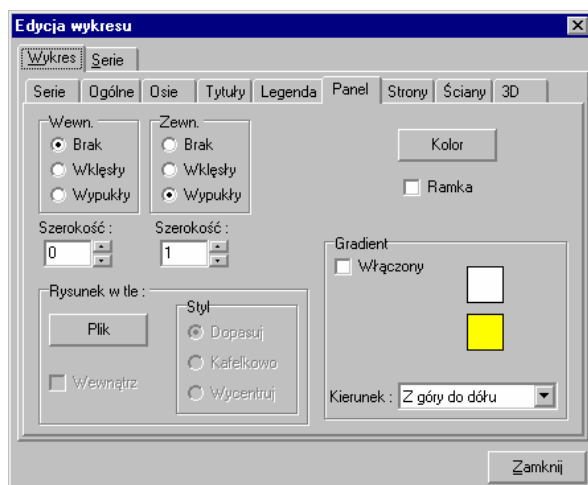 Edycja wykresu
Wykres Serie
Serie Ogólne Osie Tytuły Legenda Panel Strony Ściany 3D
Wewn. Zewn.
Brak Brak Kolor
Wklęsły Wklęsły
Wypukły Wypukły Ramka
Szerokość : Szerokość :
0 1
Gradient
Włączony
Rysunek w tle :
Styl
Plik Dopasuj
Kafelkowo
Wewnątrz
Wycentruj
Kierunek : Z góry do dółu
Zamknij